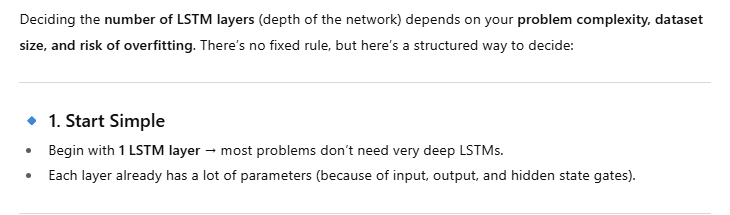 Deciding the number of LSTM layers (depth of the network) depends on your problem complexity, dataset
size, and risk of overfitting. There’s no fixed rule, but here’s a structured way to decide:
1. Start Simple
Begin with 1 LSTM layer → most problems don’t need very deep LSTMs.
Each layer already has a lot of parameters (because of input, output, and hidden state gates).